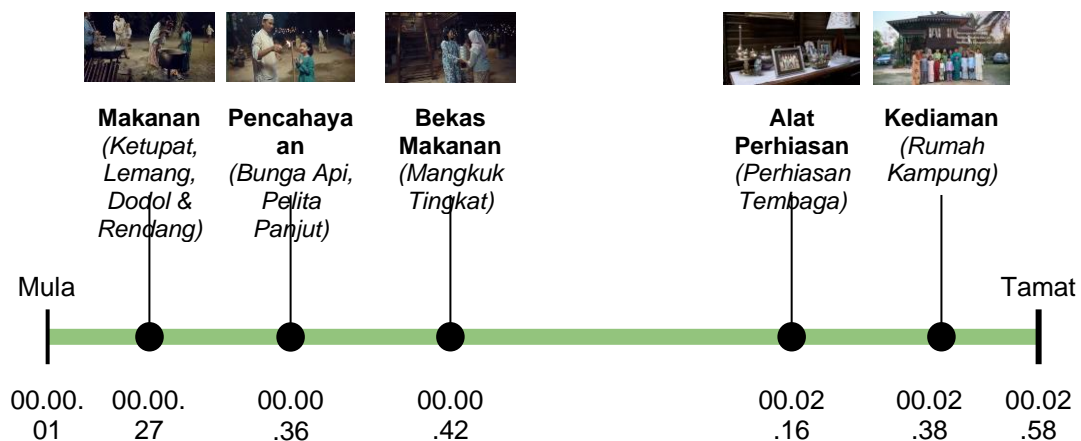 Makanan
(Ketupat,
Lemang,
Dodol &
Rendang)
Pencahaya
an
(Bunga Api,
Pelita
Panjut)
Bekas
Makanan
(Mangkuk
Tingkat)
Alat
Perhiasan
(Perhiasan
Tembaga)
Kediaman
(Rumah
Kampung)
Mula
Tamat
00.00.
01
00.00.
27
00.00
.36
00.00
.42
00.02
.16
00.02
.38
00.02
.58